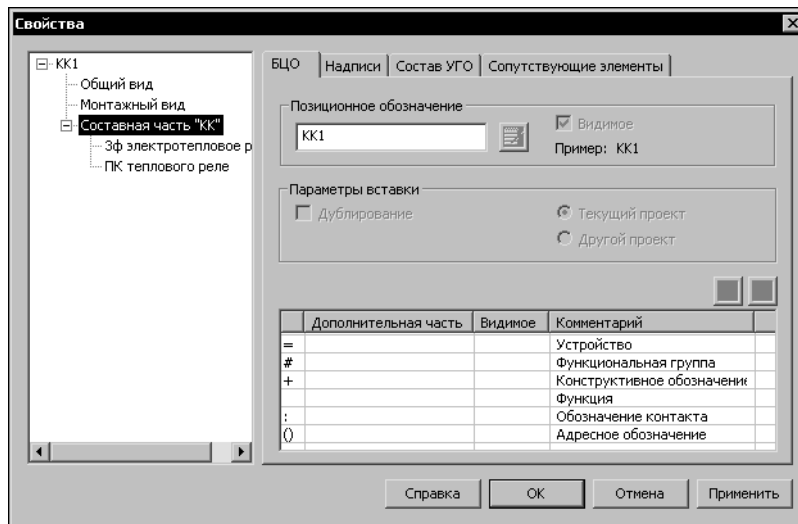 Свойства
КК1
Общий вид
Монтажный вид
Составная часть "КК"
3ф электротепловое р
ПК теплового реле
БЦО
Надписи
Состав УГО
Сопутствующие элементы
Позиционное обозначение
КК1
Видимое
Пример: КК1
Параметры вставки
Дублирование
Текущий проект
Другой проект
Дополнительная часть Видимое Комментарий
= Устройство
# Функциональная группа
+ Конструктивное обозначение
Функция
: Обозначение контакта
() Адресное обозначение
Справка ОК Отмена Применить